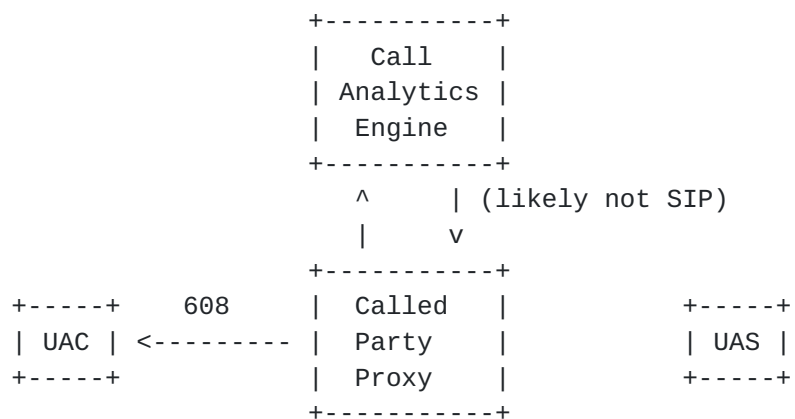 +-----------+
|   Call    |
| Analytics |
|  Engine   |
+-----------+
^     | (likely not SIP)
|     v
+-----------+
+-----+    608     |  Called   |           +-----+
| UAC | <--------- |  Party    |           | UAS |
+-----+            |  Proxy    |           +-----+
+-----------+